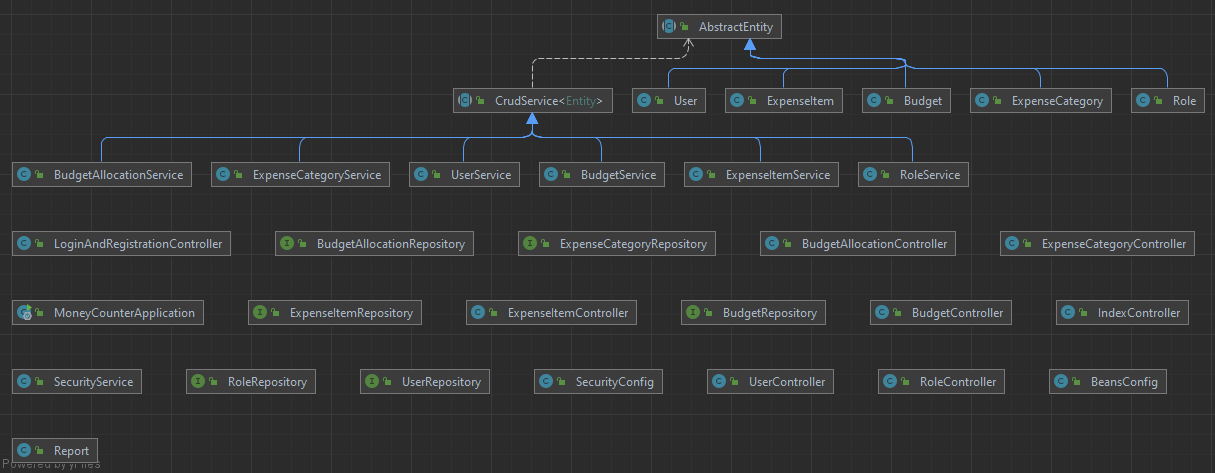 AbstractEntity
CrudService<Entity> User ExpenseItem Budget ExpenseCategory Role
BudgetAllocationService ExpenseCategoryService UserService BudgetService ExpenseItemService RoleService
LoginAndRegistrationController BudgetAllocationRepository ExpenseCategoryRepository BudgetAllocationController ExpenseCategoryController
MoneyCounterApplication ExpenseItemRepository ExpenseItemController BudgetRepository BudgetController IndexController
SecurityService RoleRepository UserRepository SecurityConfig UserController RoleController BeansConfig
Report
Powered by yFiles